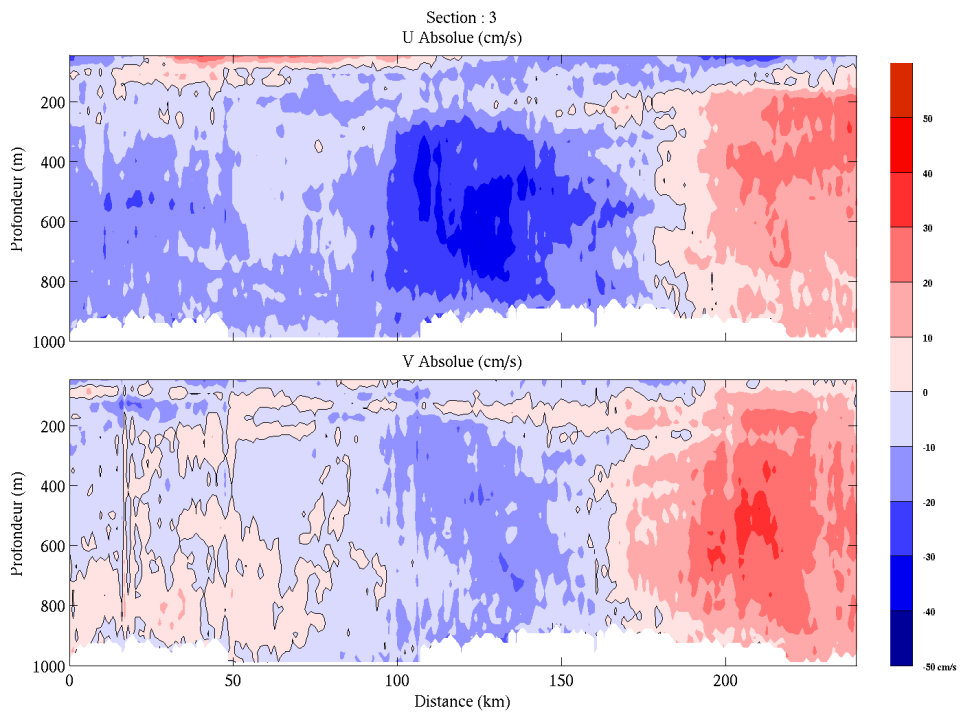 Section : 3
U Absolue (cm/s)
Profondeur (m)
200
400
600
800
1000
V Absolue (cm/s)
Profondeur (m)
200
400
600
800
1000
0 50 100 150 200
Distance (km)
50
40
30
20
10
0
-10
-20
-30
-40
-50 cm/s